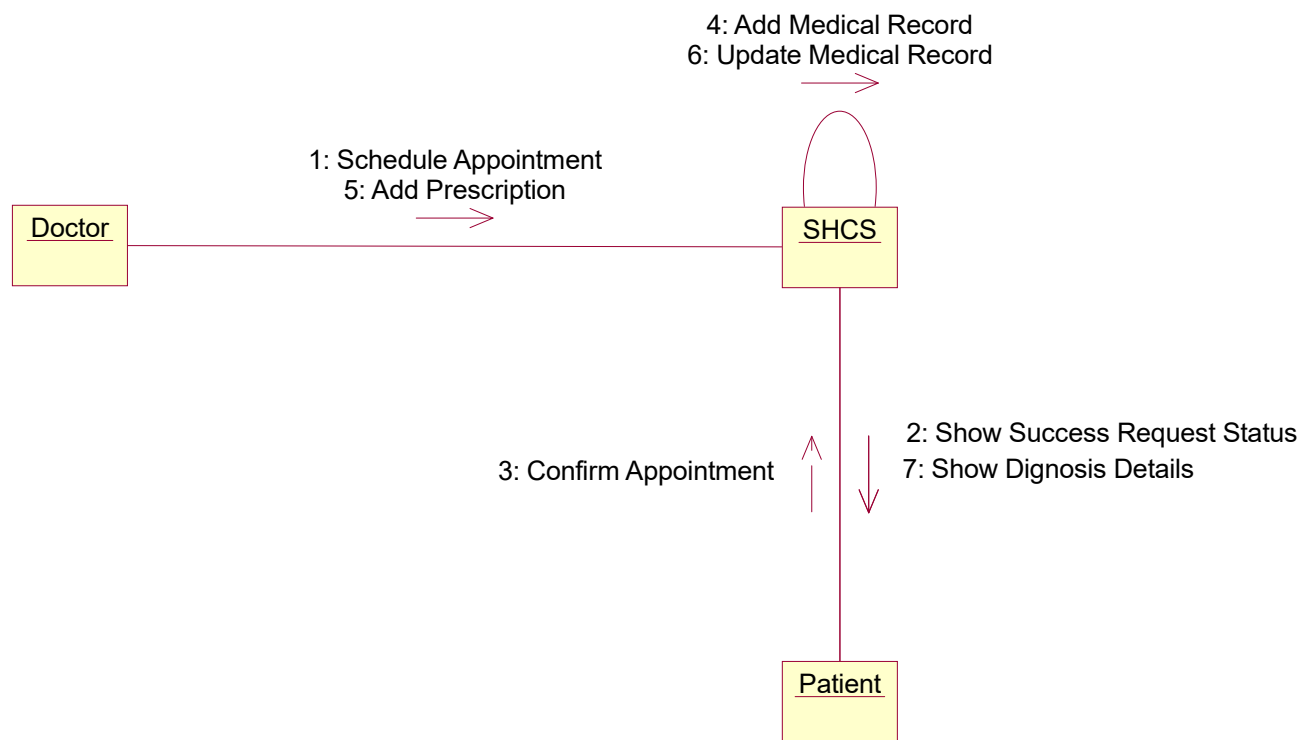 4: Add Medical Record
6: Update Medical Record
1: Schedule Appointment
5: Add Prescription
Doctor
SHCS
2: Show Success Request Status
3: Confirm Appointment
7: Show Dignosis Details
Patient